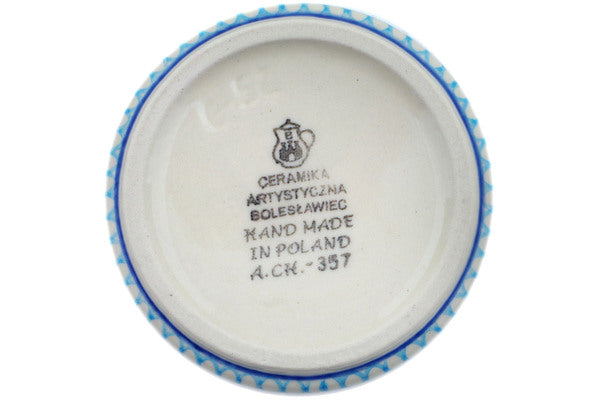 CERAMIKA
ARTYSTYCZNA
BOLESŁAWIEC
HAND MADE
IN POLAND
A.CH.-357